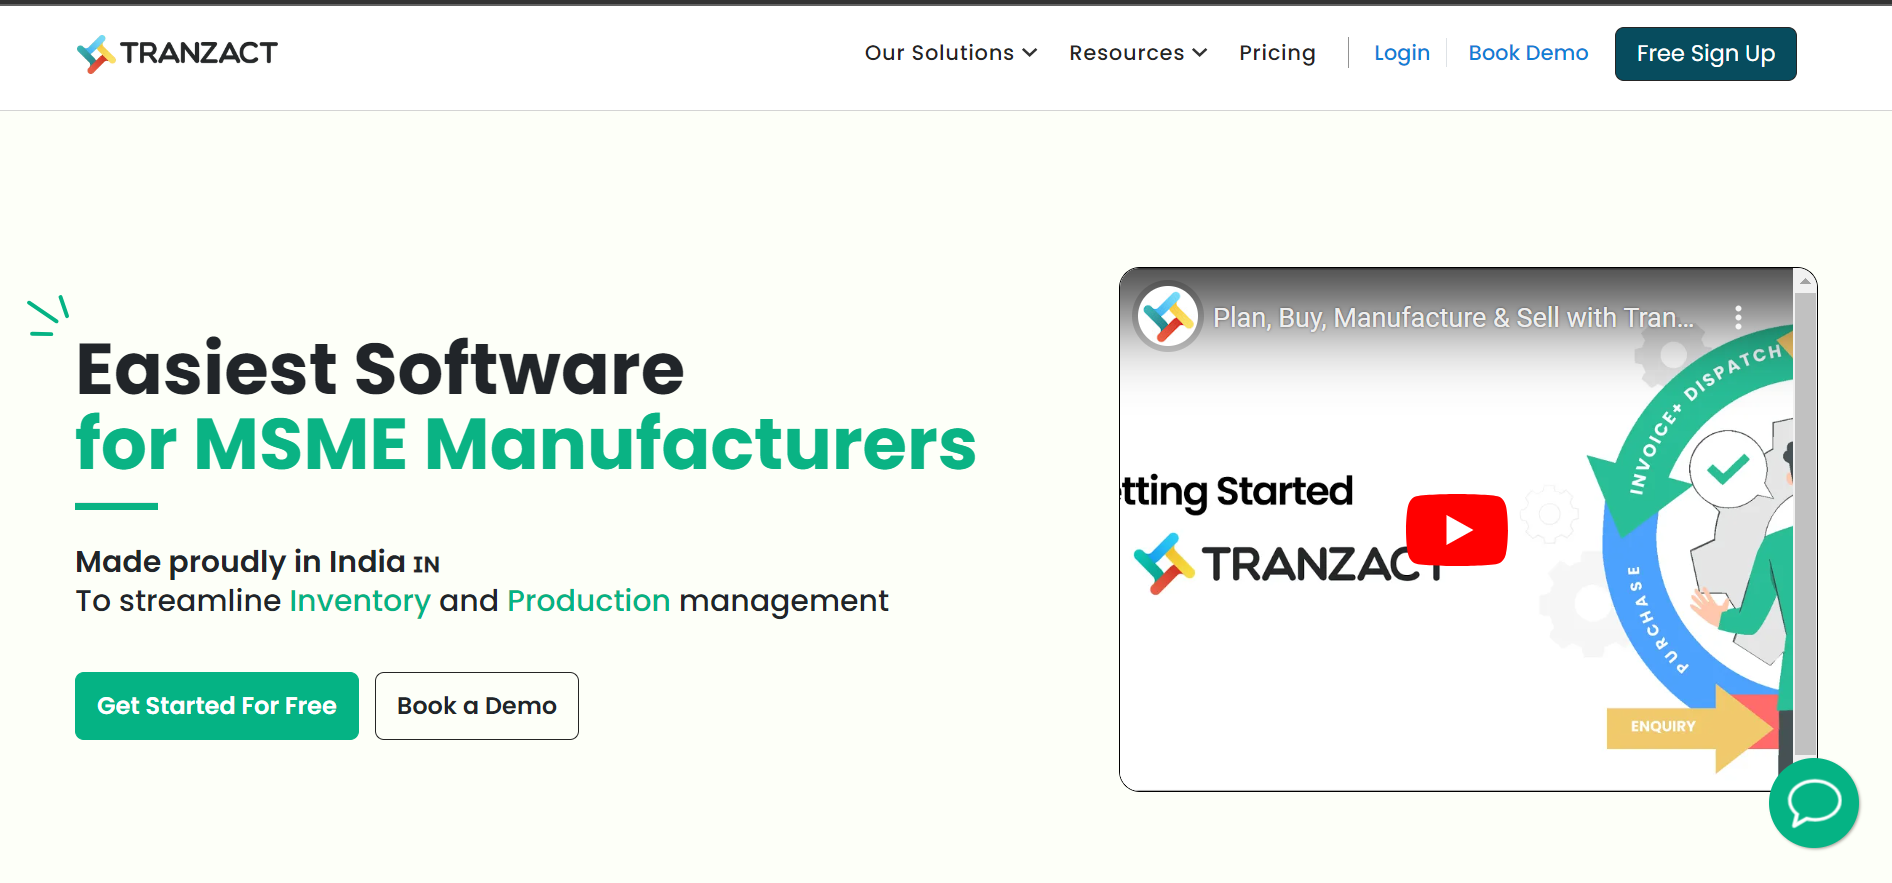 TRANZACT
Our Solutions
Resources
Pricing
Login
Book Demo
Free Sign Up
Easiest Software
for MSME Manufacturers
Made proudly in India IN
To streamline Inventory and Production management
Get Started For Free
Book a Demo
Plan, Buy, Manufacture & Sell with Tran...
tting Started
TRANZACT
INVOICE+ DISPATCH
PURCHASE
ENQUIRY